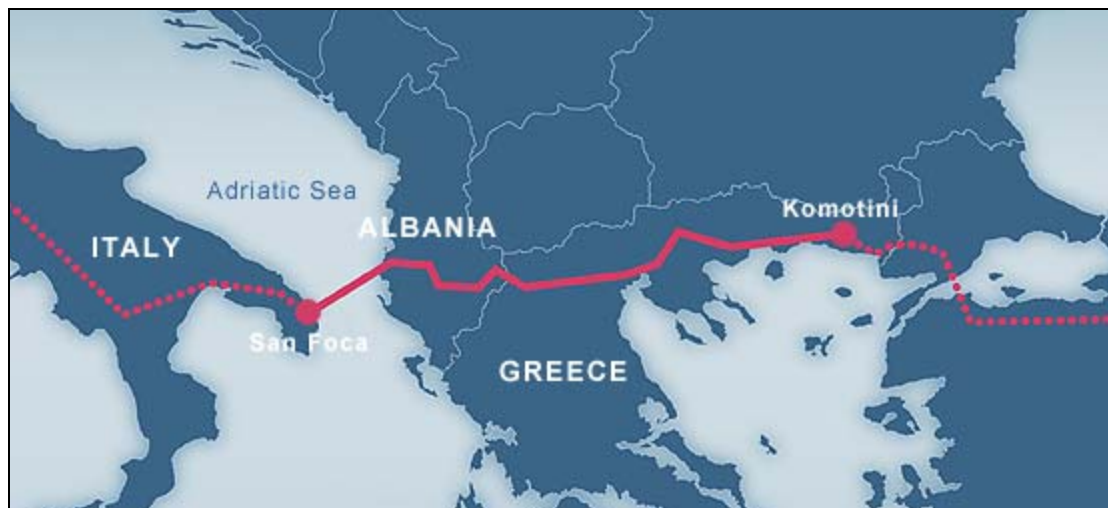 Adriatic Sea
Komotini
ALBANIA
ITALY
San Foca
GREECE